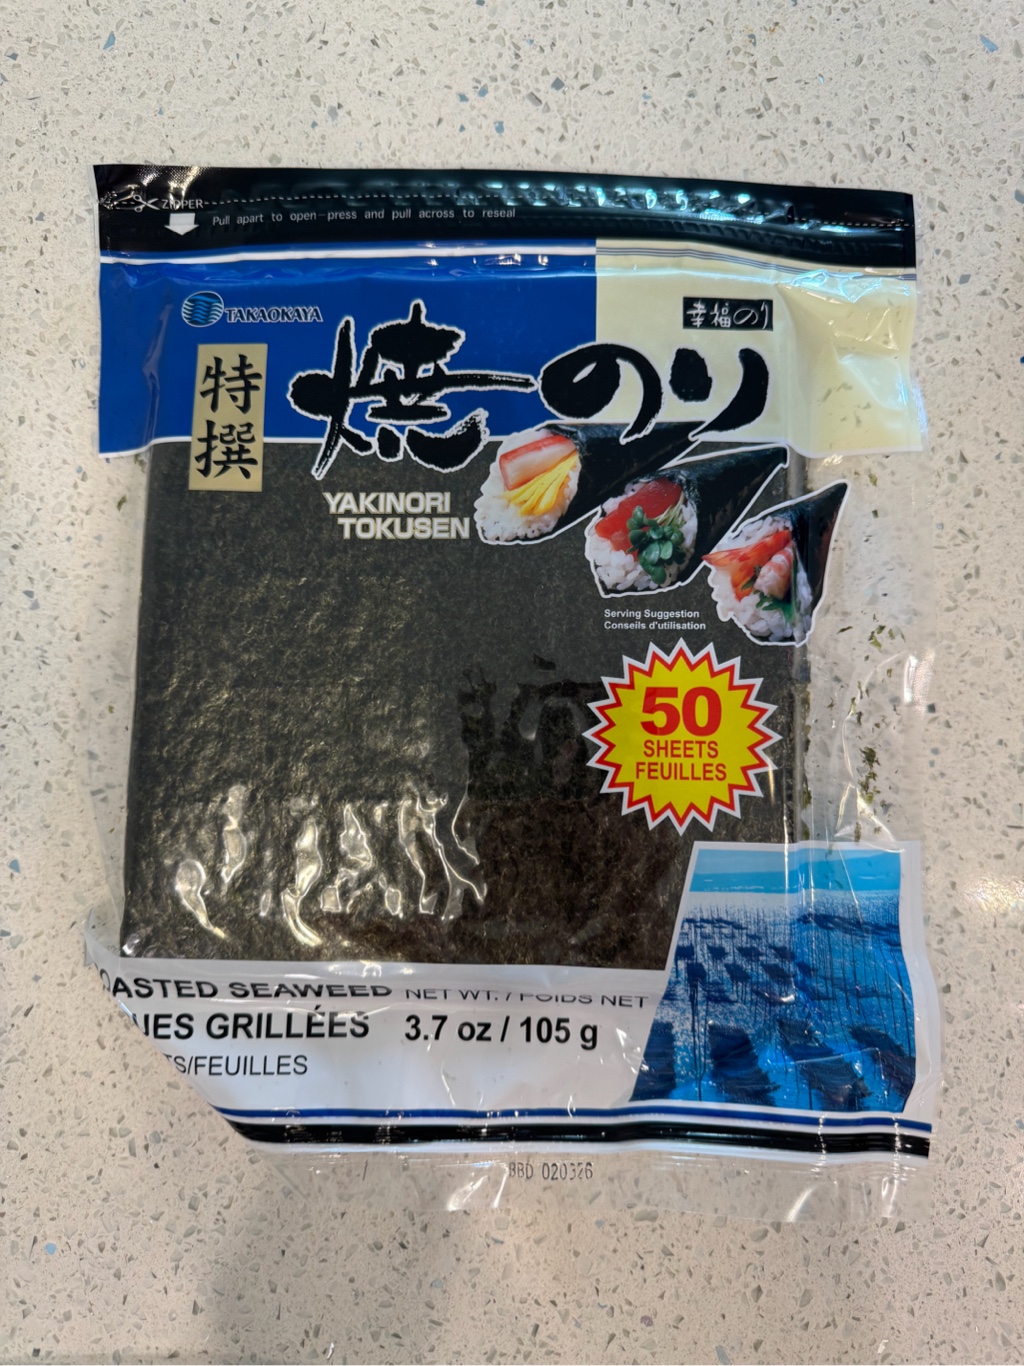 ZIPPER
Pull apart to open-press and pull across to reseal
TAKAOKAYA
幸福のり
特撰
焼のり
YAKINORI
TOKUSEN
Serving Suggestion
Conseils d'utilisation
50
SHEETS
FEUILLES
OASTED SEAWEED NET WT. / POIDS NET
UES GRILLÉES 3.7 oz / 105 g
TS/FEUILLES
BBD 020326